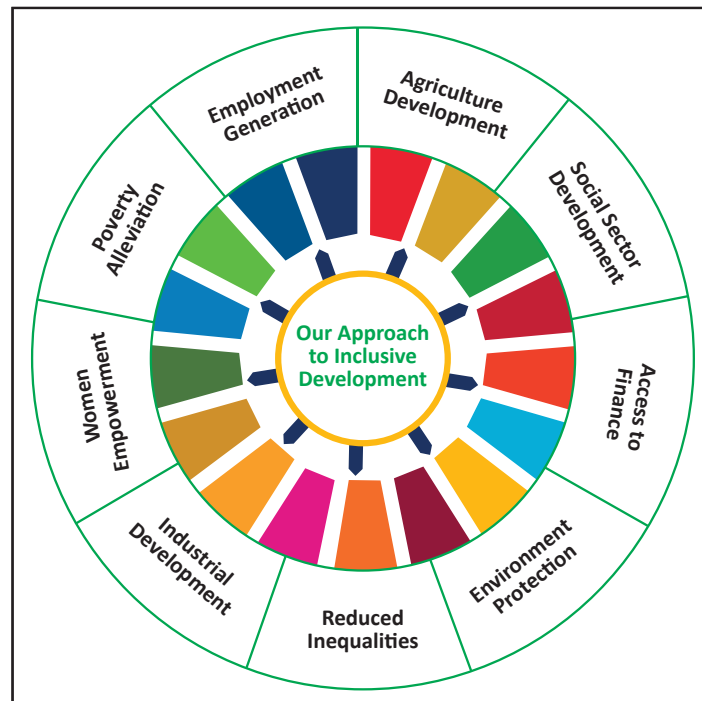 Our Approach
to Inclusive
Development
Agriculture
Development
Social Sector
Development
Access to
Finance
Environment
Protection
Reduced
Inequalities
Industrial
Development
Women
Empowerment
Poverty
Alleviation
Employment
Generation